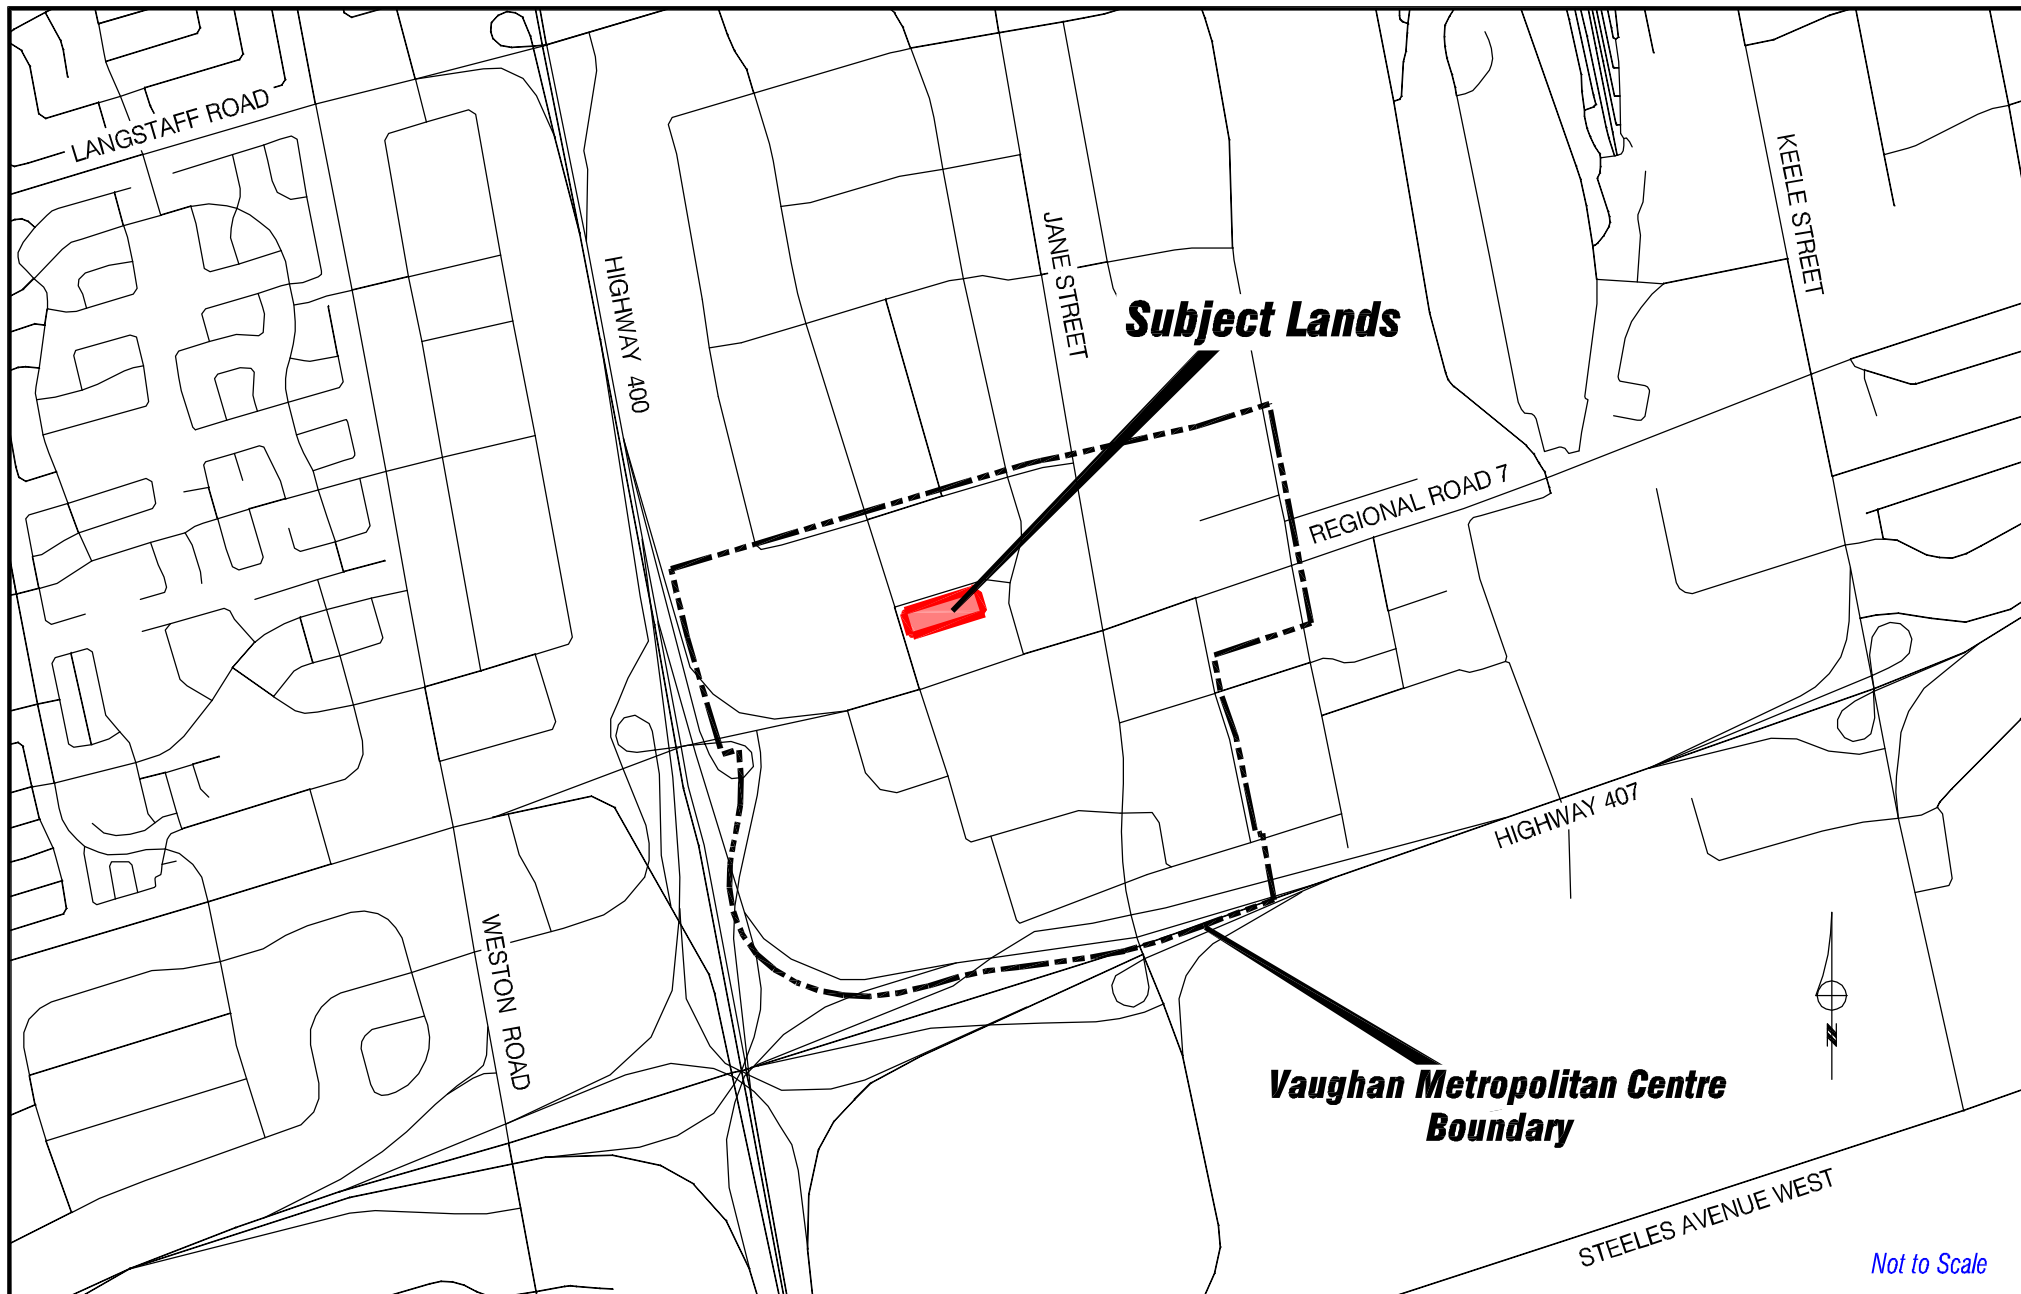 LANGSTAFF ROAD
KEELE STREET
JANE STREET
HIGHWAY 400
Subject Lands
REGIONAL ROAD 7
HIGHWAY 407
WESTON ROAD
N
Vaughan Metropolitan Centre
Boundary
STEELES AVENUE WEST
Not to Scale